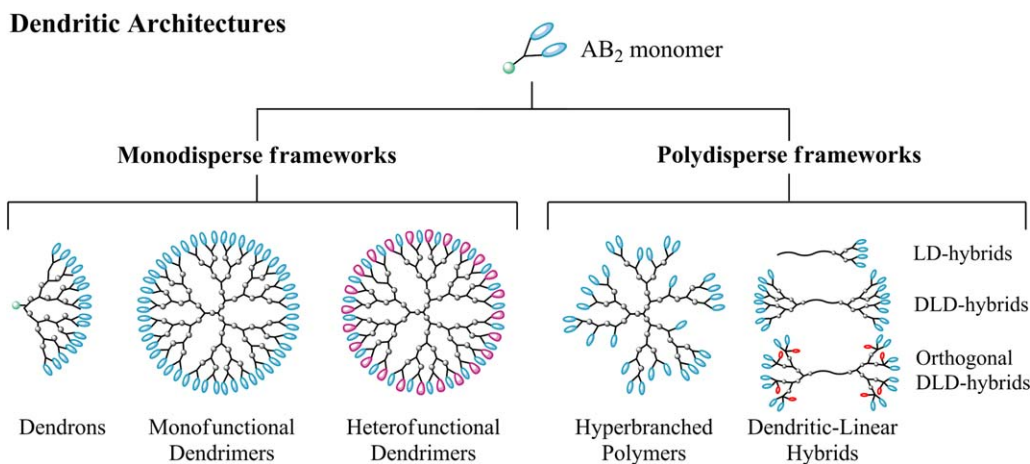 Dendritic Architectures
AB₂ monomer
Monodisperse frameworks
Polydisperse frameworks
LD-hybrids
DLD-hybrids
Orthogonal
DLD-hybrids
Dendrons
Monofunctional
Dendrimers
Heterofunctional
Dendrimers
Hyperbranched
Polymers
Dendritic-Linear
Hybrids